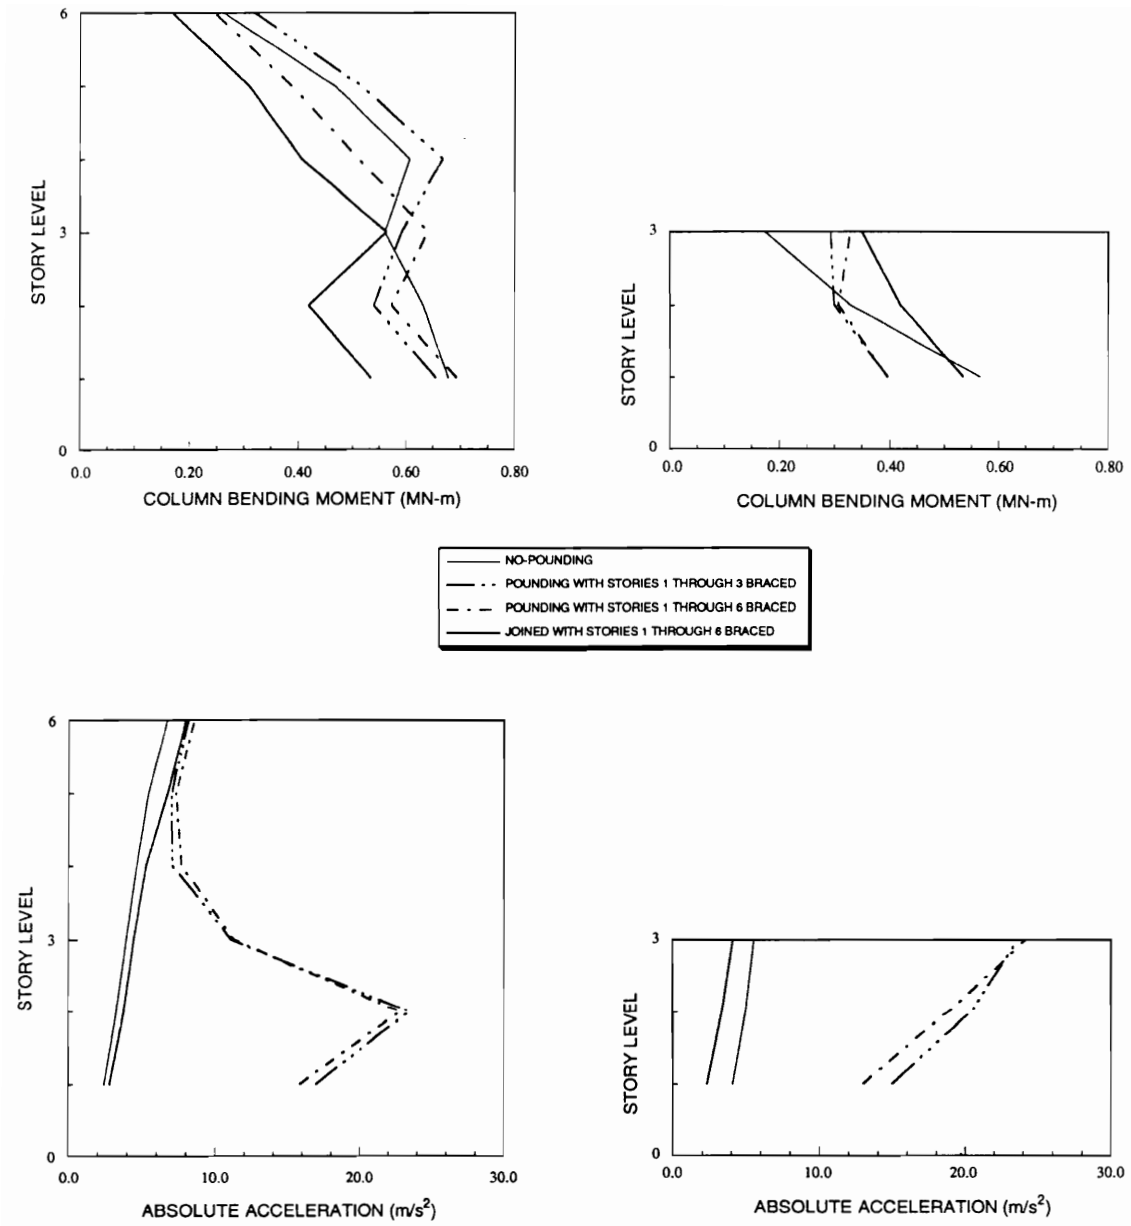 6
3
0
STORY LEVEL
0.0 0.20 0.40 0.60 0.80
COLUMN BENDING MOMENT (MN-m)
3
0
STORY LEVEL
0.0 0.20 0.40 0.60 0.80
COLUMN BENDING MOMENT (MN-m)
NO-POUNDING
POUNDING WITH STORIES 1 THROUGH 3 BRACED
POUNDING WITH STORIES 1 THROUGH 6 BRACED
JOINED WITH STORIES 1 THROUGH 6 BRACED
6
3
0
STORY LEVEL
0.0 10.0 20.0 30.0
ABSOLUTE ACCELERATION (m/s²)
3
0
STORY LEVEL
0.0 10.0 20.0 30.0
ABSOLUTE ACCELERATION (m/s²)